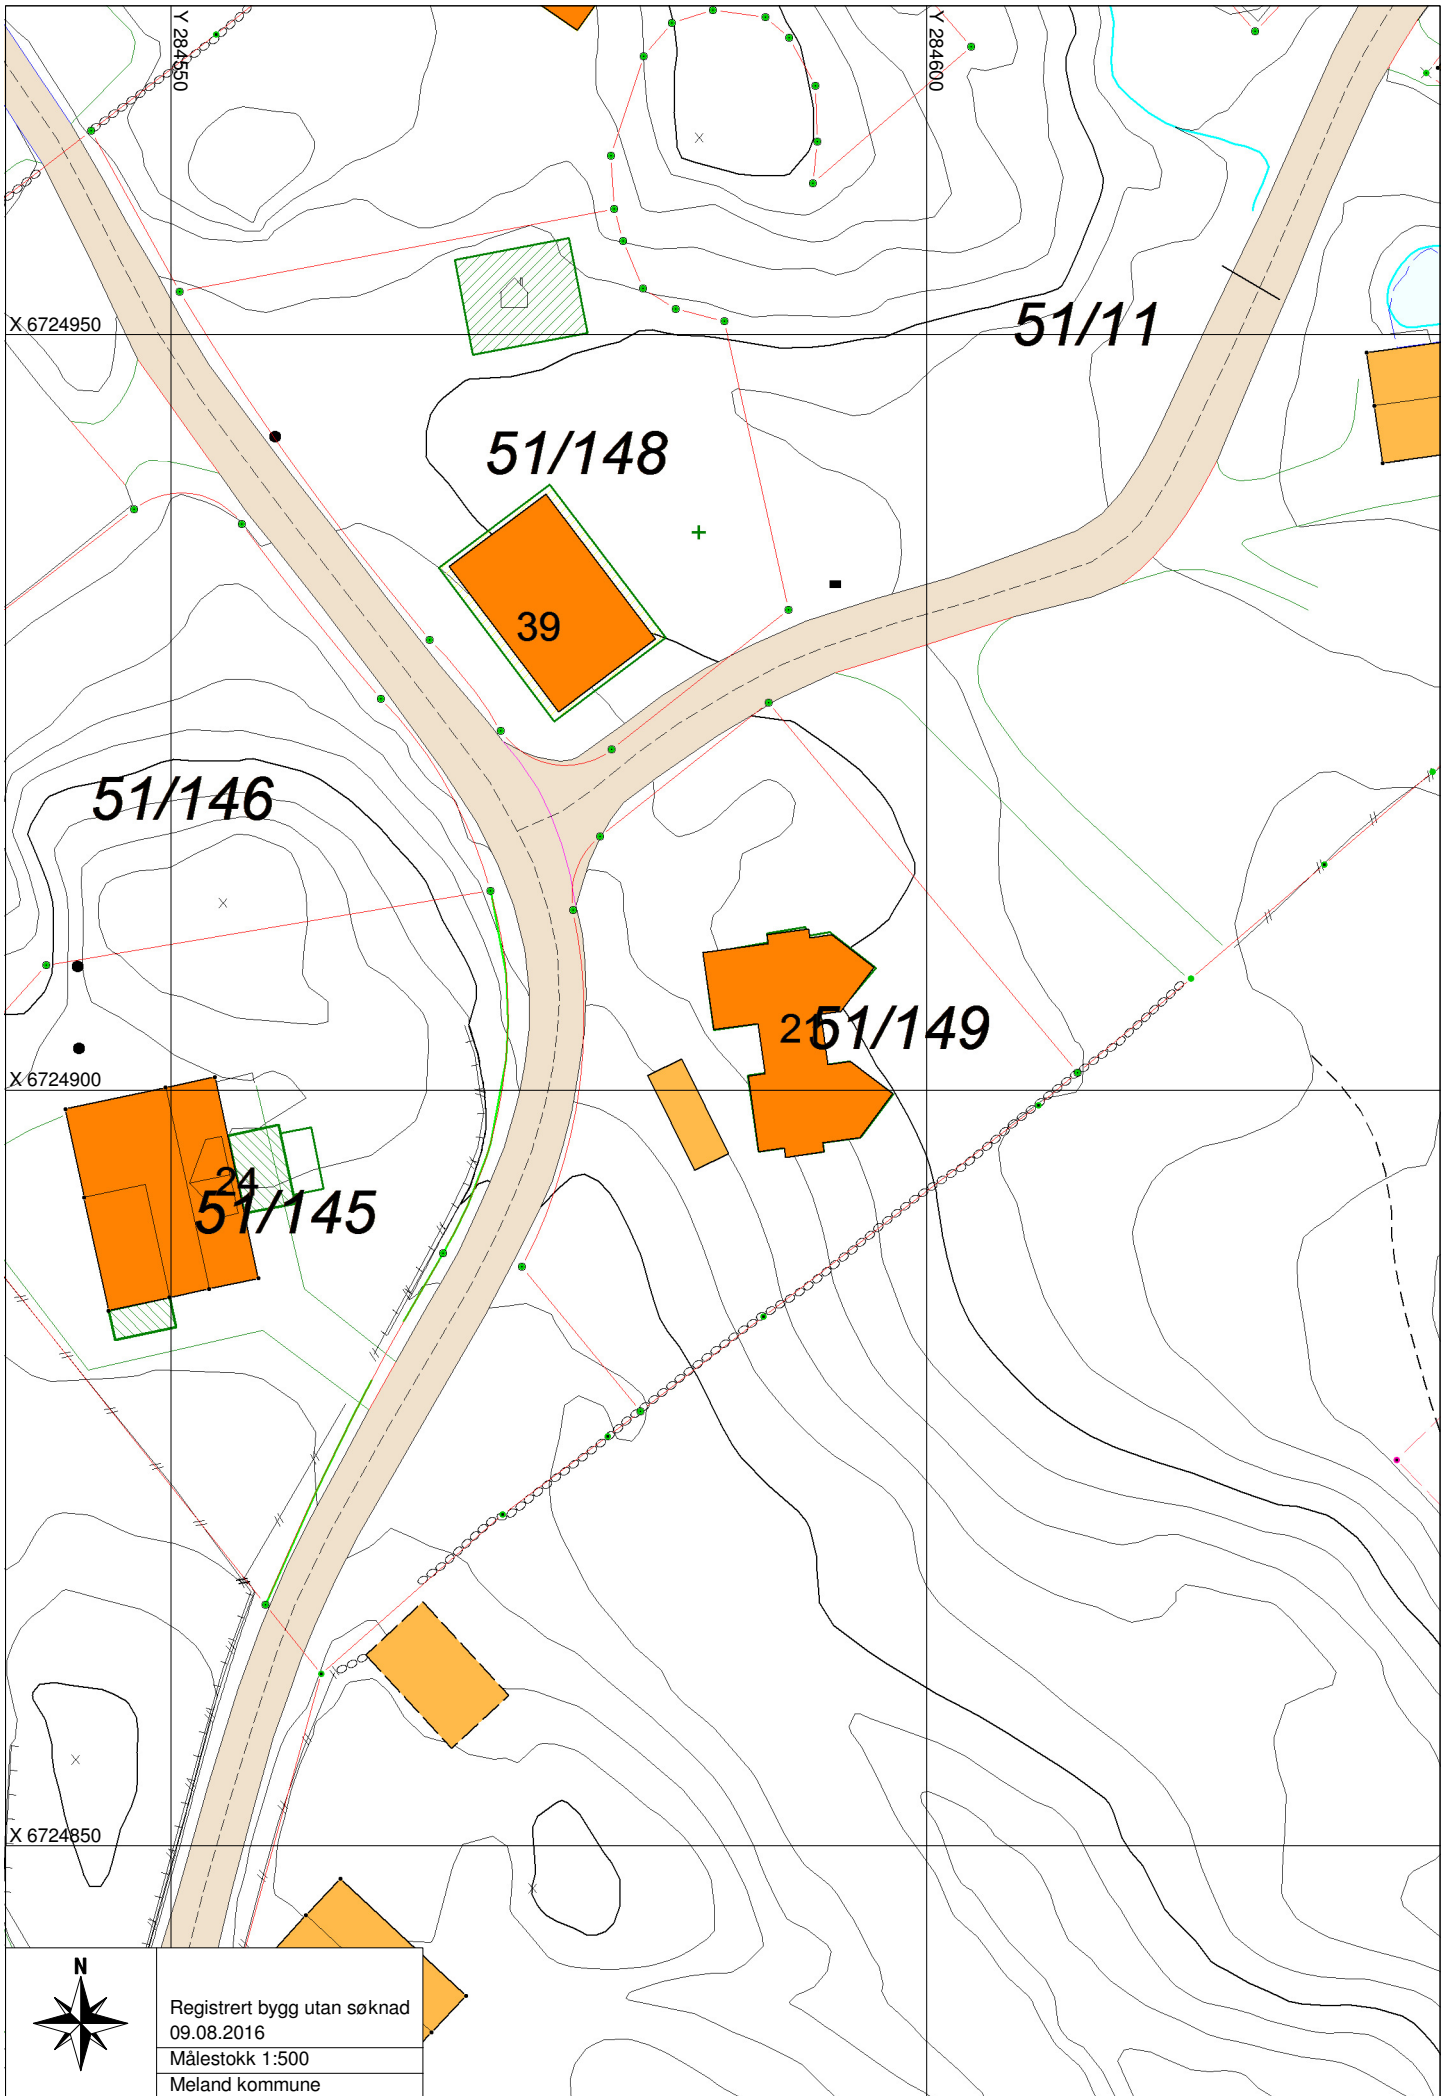 Y 284550
Y 284600
X 6724950
51/11
51/148
39
51/146
21
51/149
X 6724900
24
51/145
X 6724850
N
Registrert bygg utan søknad
09.08.2016
Målestokk 1:500
Meland kommune